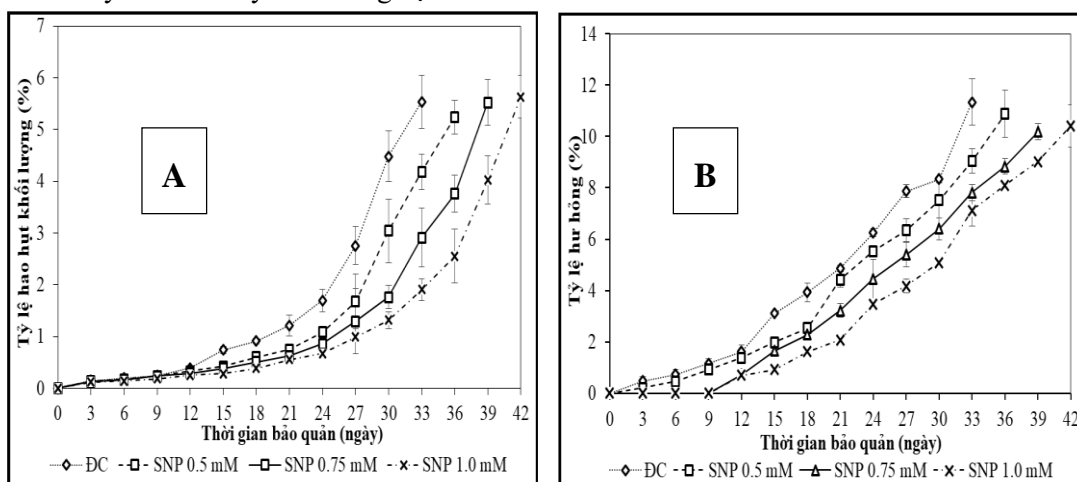 7
6
5
4
3
2
1
0
Tỷ lệ hao hụt khối lượng (%)
A
0 3 6 9 12 15 18 21 24 27 30 33 36 39 42
Thời gian bảo quản (ngày)
ĐC SNP 0.5 mM SNP 0.75 mM SNP 1.0 mM
14
12
10
8
6
4
2
0
Tỷ lệ hư hỏng (%)
B
0 3 6 9 12 15 18 21 24 27 30 33 36 39 42
Thời gian bảo quản (ngày)
ĐC SNP 0.5 mM SNP 0.75 mM SNP 1.0 mM